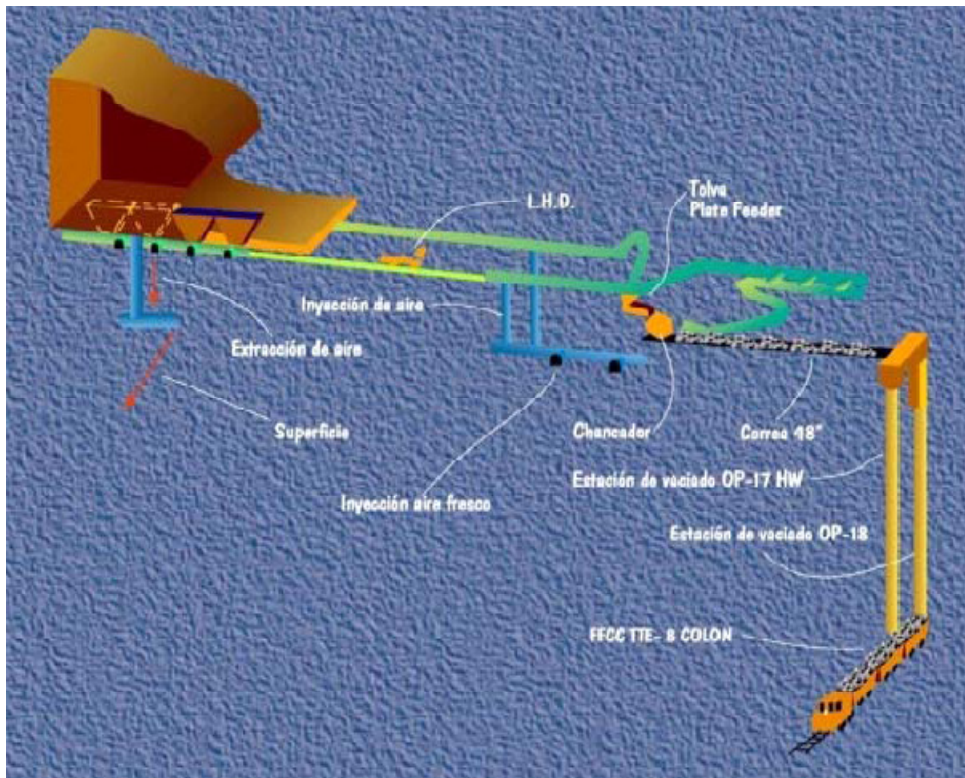 Tolva
Plate Feeder
L.H.D.
Inyección de aire
Extracción de aire
Superficie
Chancador
Correa 48"
Estación de vaciado OP-17 HW
Inyección aire fresco
Estación de vaciado OP-18
FFCC TTE- 8 COLON